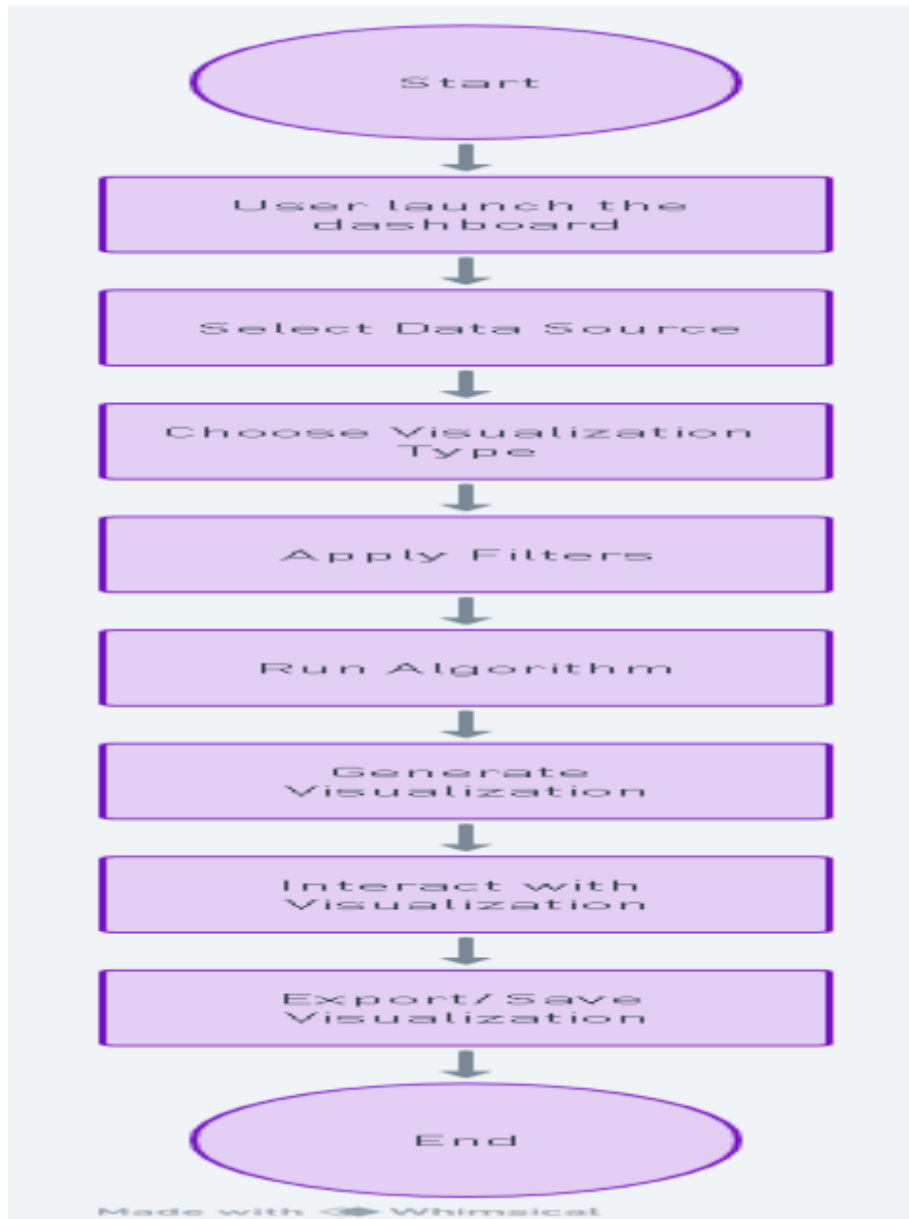 Start
User launch the
dashboard
Select Data Source
Choose Visualization
Type
Apply Filters
Run Algorithm
Generate
Visualization
Interact with
Visualization
Export/Save
Visualization
End
Made with Whimsical